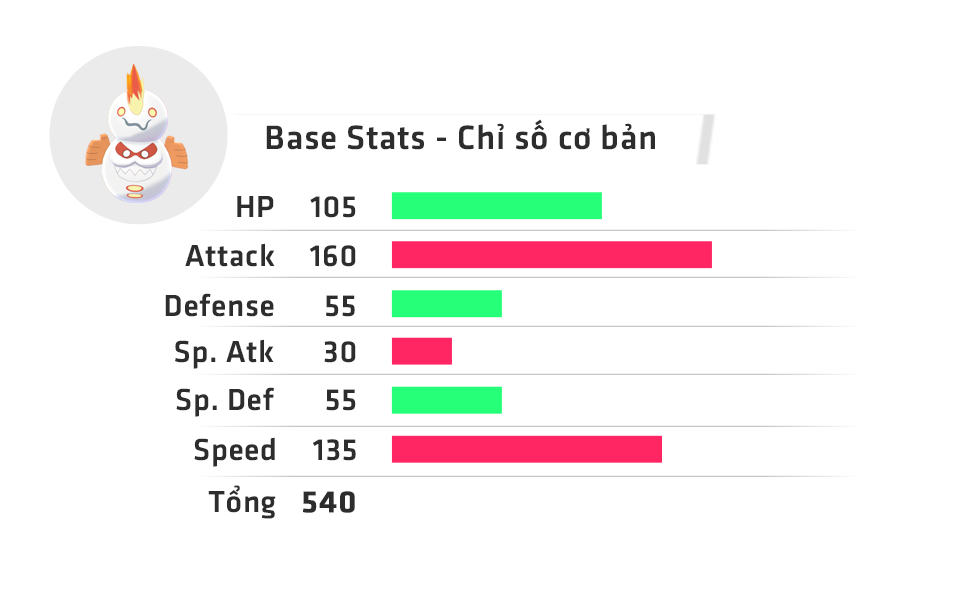 Base Stats - Chỉ số cơ bản
HP 105
Attack 160
Defense 55
Sp. Atk 30
Sp. Def 55
Speed 135
Tổng 540